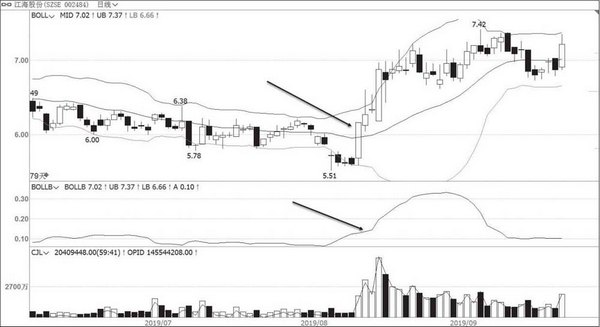 江海股份(SZSE 002484) 日线
BOLL MID 7.02! UB 7.37! LB 6.66!
7.42
7.00
49
6.38
6.00
6.00
5.78
5.51
79天
BOLLB BOLLB 7.02! UB 7.37! LB 6.66! A 0.10!
0.30
0.20
0.10
CJL 20409448.00(59:41)! OPID 145544208.00!
2700万
2019/07 2019/08 2019/09